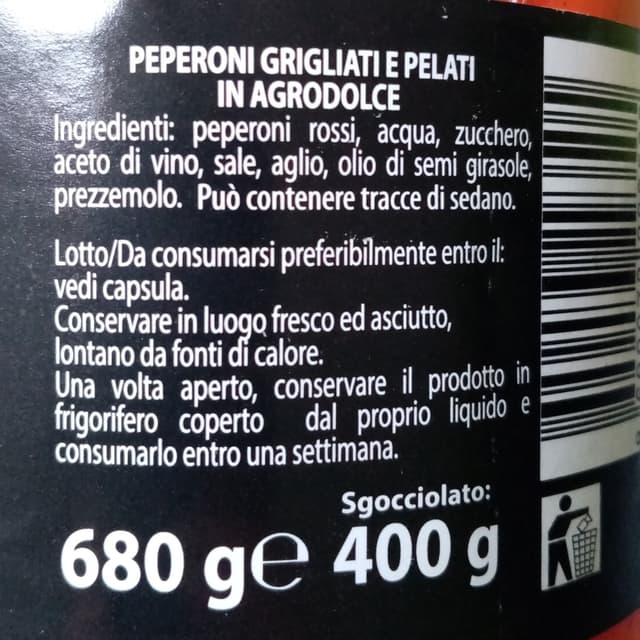 PEPERONI GRIGLIATI E PELATI
IN AGRODOLCE
Ingredienti: peperoni rossi, acqua, zucchero,
aceto di vino, sale, aglio, olio di semi girasole,
prezzemolo. Può contenere tracce di sedano.
Lotto/Da consumarsi preferibilmente entro il:
vedi capsula.
Conservare in luogo fresco ed asciutto,
lontano da fonti di calore.
Una volta aperto, conservare il prodotto in
frigorifero coperto dal proprio liquido e
consumarlo entro una settimana.
Sgocciolato:
680 g e 400 g